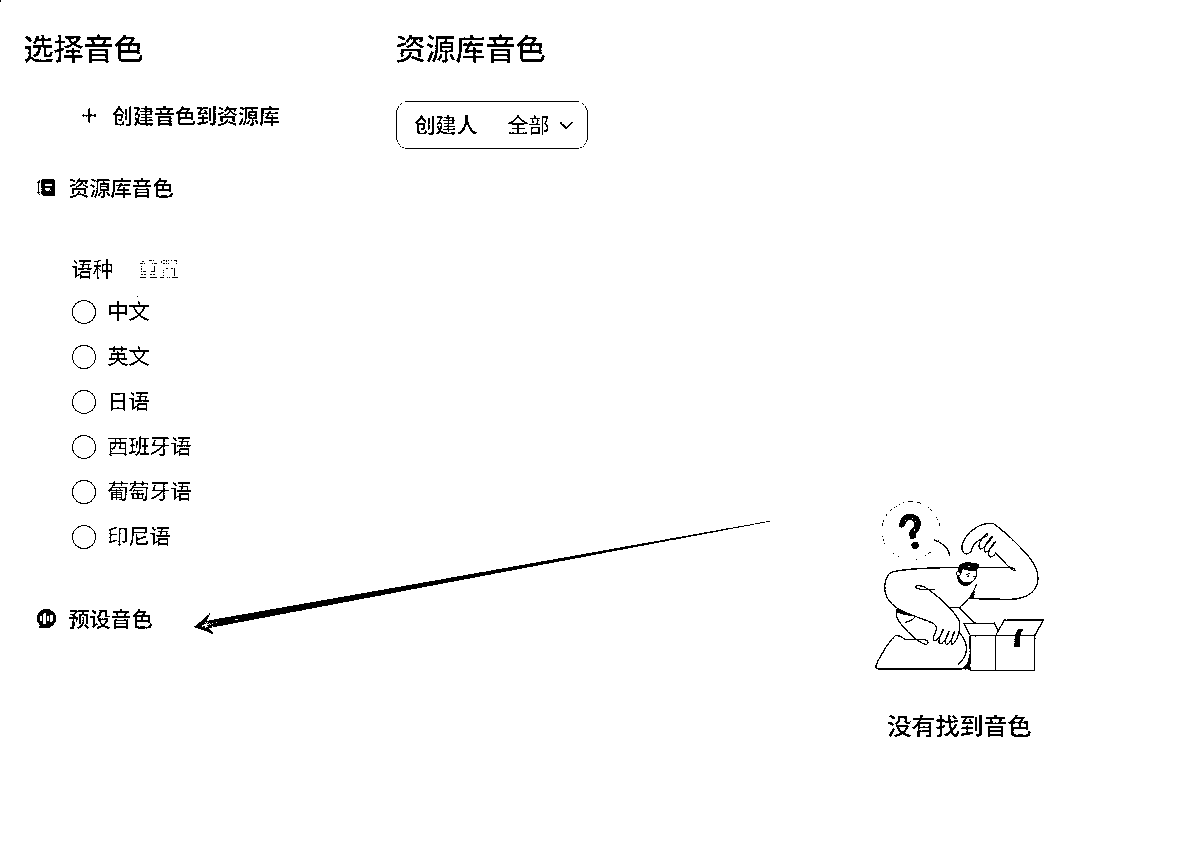 选择音色
+ 创建音色到资源库
资源库音色
语种
中文
英文
日语
西班牙语
葡萄牙语
印尼语
预设音色
资源库音色
创建人 全部
?
没有找到音色